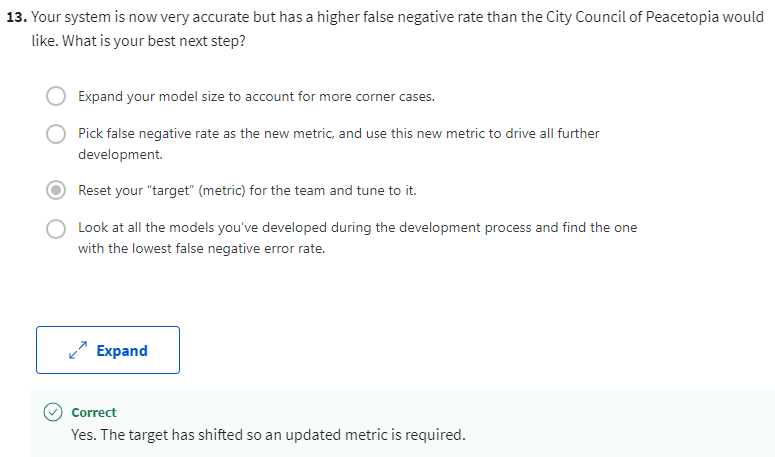 13. Your system is now very accurate but has a higher false negative rate than the City Council of Peacetopia would
like. What is your best next step?
Expand your model size to account for more corner cases.
Pick false negative rate as the new metric, and use this new metric to drive all further
development.
Reset your “target” (metric) for the team and tune to it.
Look at all the models you’ve developed during the development process and find the one
with the lowest false negative error rate.
Expand
Correct
Yes. The target has shifted so an updated metric is required.